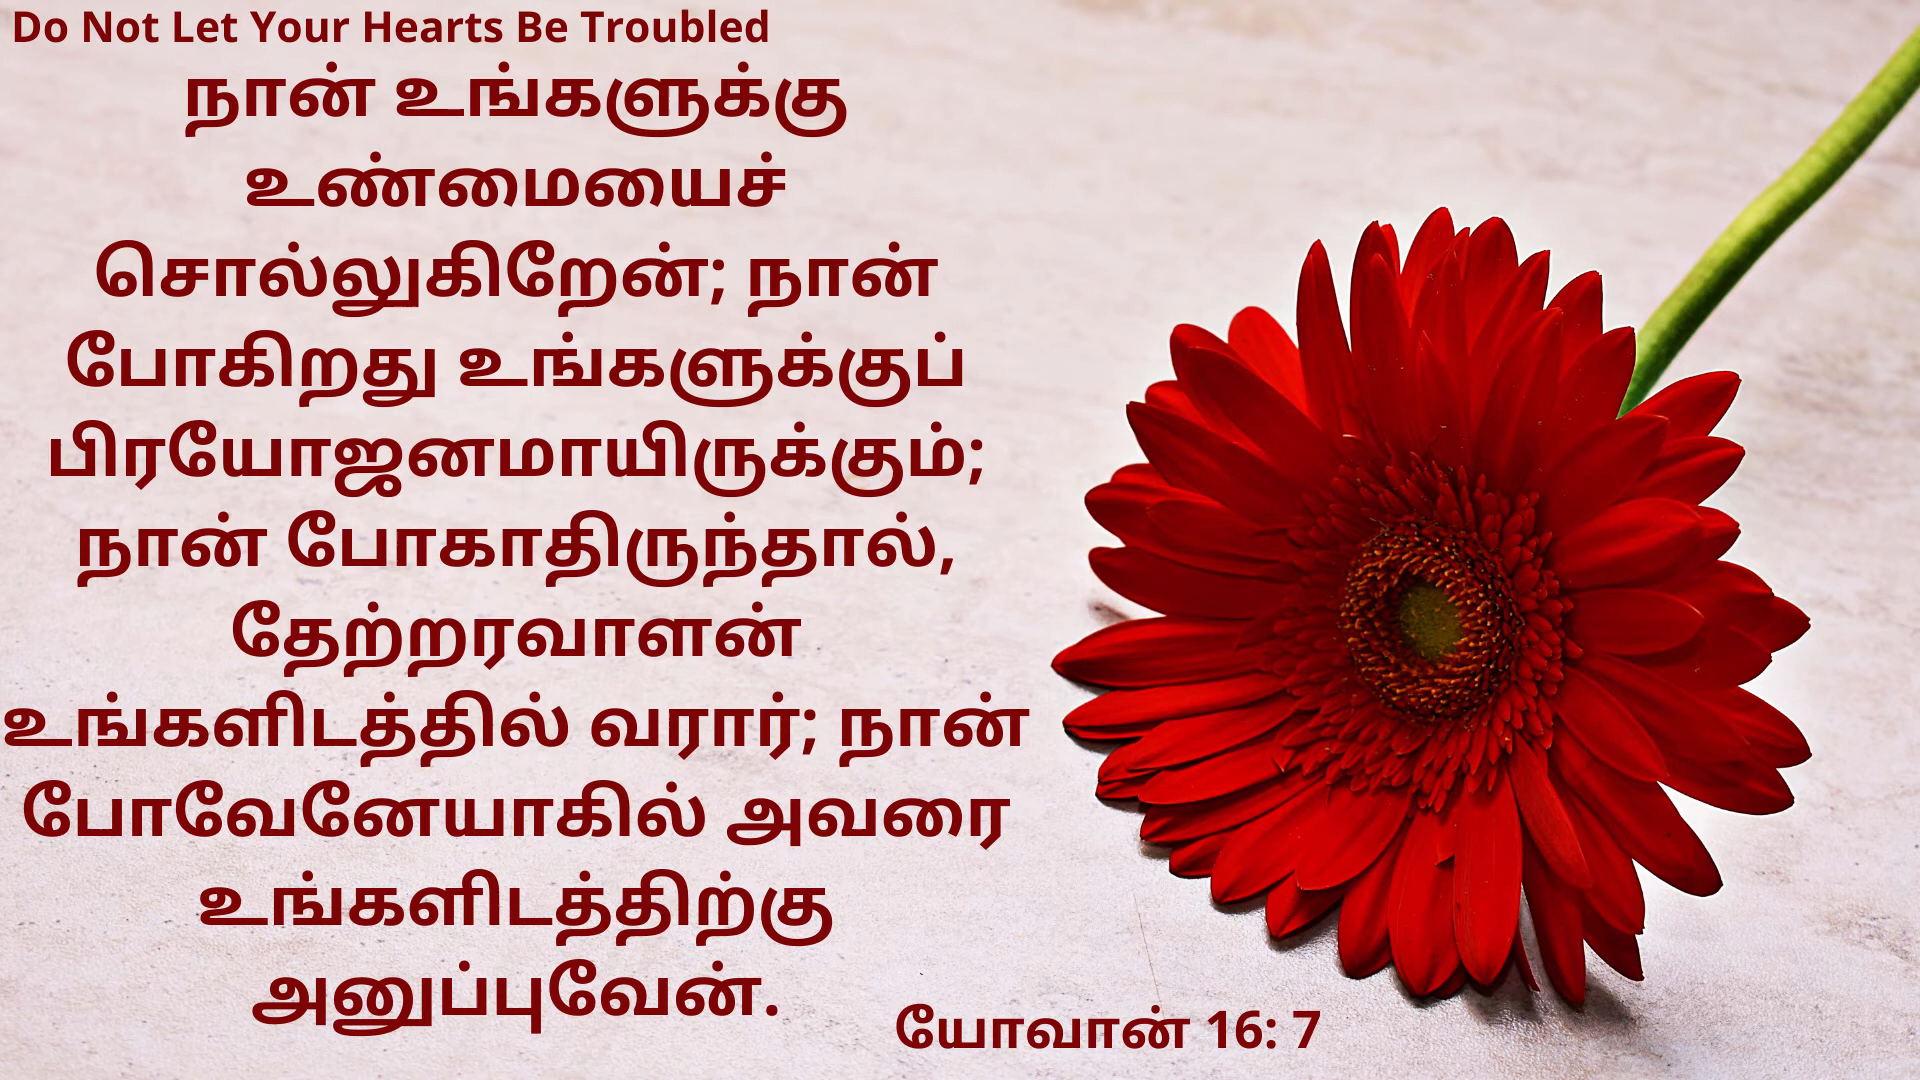 Do Not Let Your Hearts Be Troubled
நான் உங்களுக்கு
உண்மையைச்
சொல்லுகிறேன்; நான்
போகிறது உங்களுக்குப்
பிரயோஜனமாயிருக்கும்;
நான் போகாதிருந்தால்,
தேற்றரவாளன்
உங்களிடத்தில் வரார்; நான்
போவேனேயாகில் அவரை
உங்களிடத்திற்கு
அனுப்புவேன்.
யோவான் 16: 7